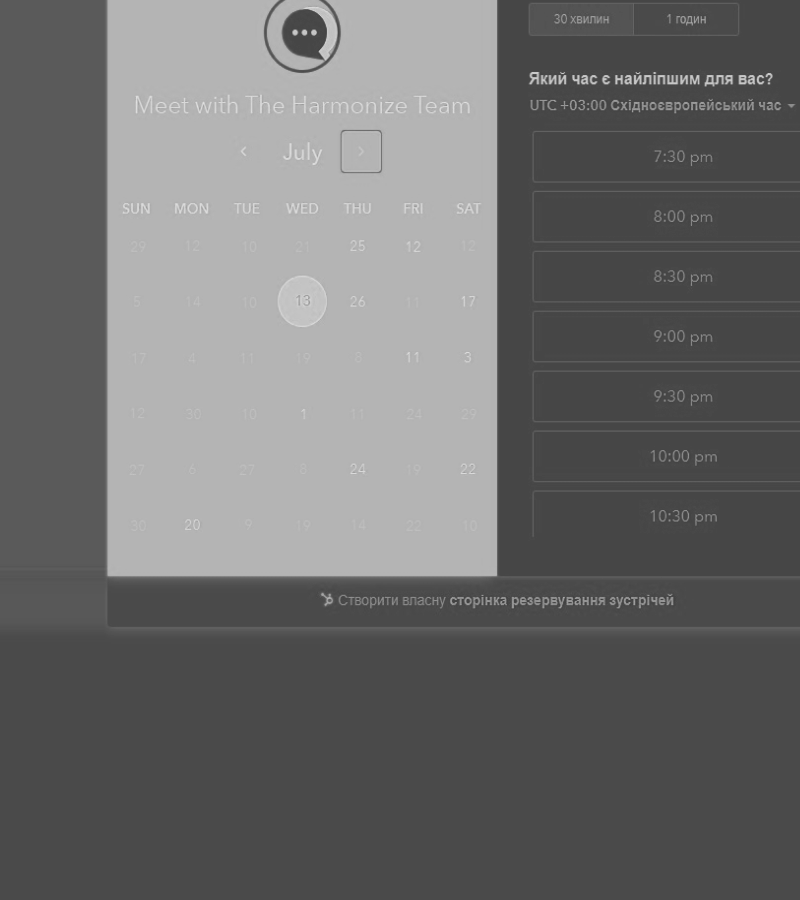 30 хвилин 1 годин
Який час є найліпшим для вас?
UTC +03:00 Східноєвропейський час
Meet with The Harmonize Team
July
SUN MON TUE WED THU FRI SAT
29 12 10 21 25 12 12
5 14 10 13 26 11 17
17 4 11 19 8 11 3
12 30 10 1 11 24 29
27 6 27 8 24 19 22
30 20 9 19 14 22 10
7:30 pm
8:00 pm
8:30 pm
9:00 pm
9:30 pm
10:00 pm
10:30 pm
Створити власну сторінка резервування зустрічей